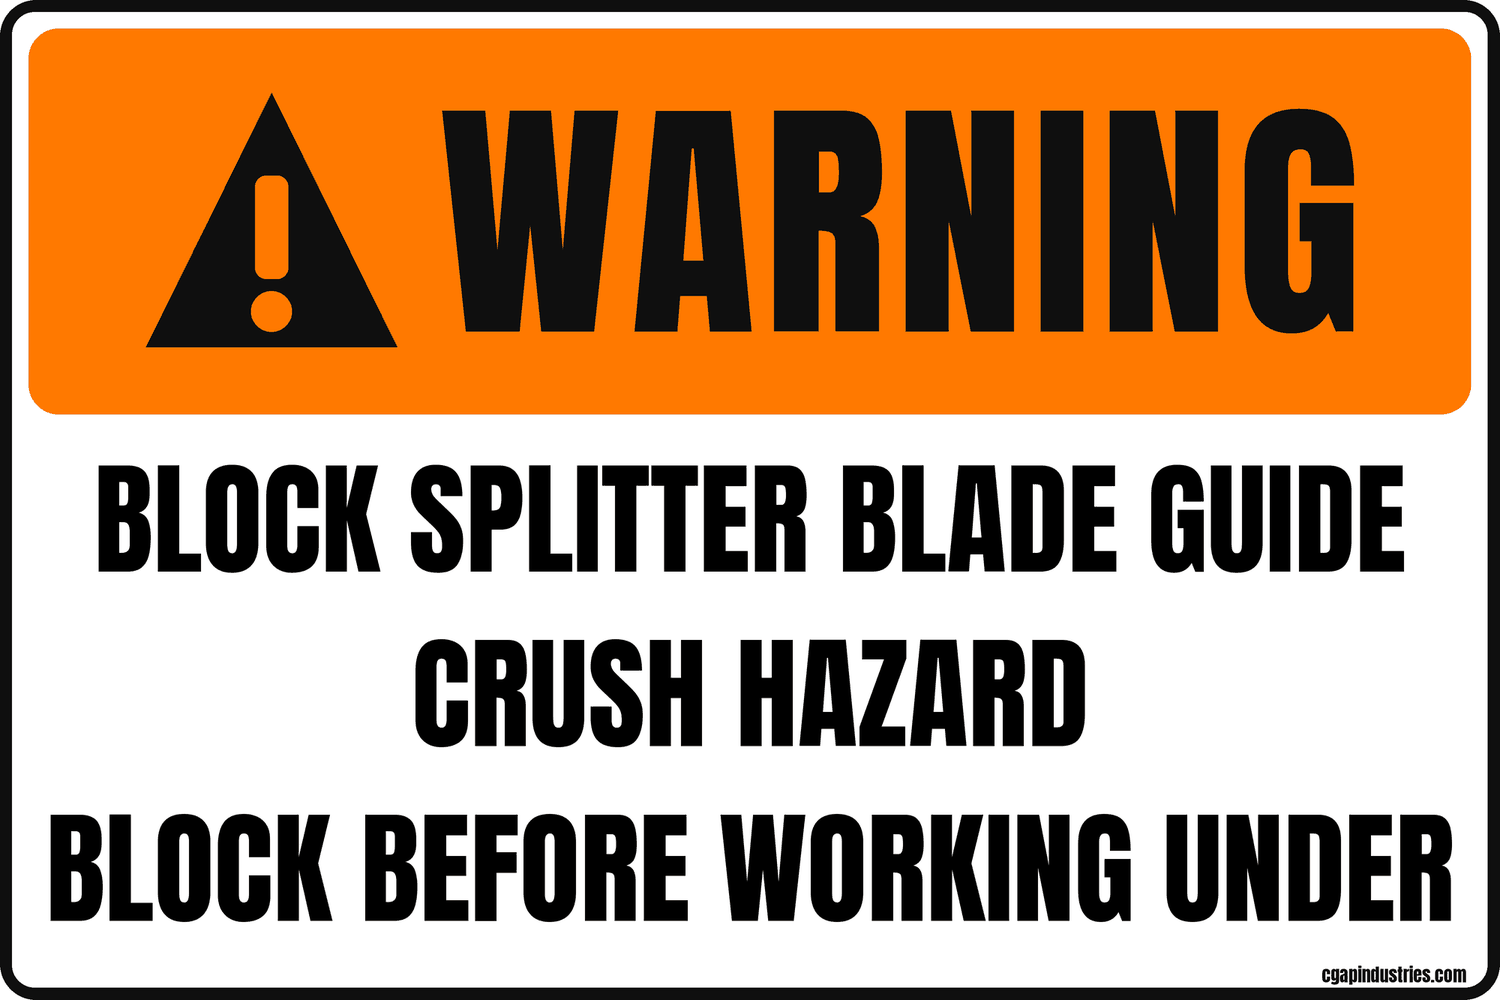 WARNING
BLOCK SPLITTER BLADE GUIDE
CRUSH HAZARD
BLOCK BEFORE WORKING UNDER
cgapindustries.com